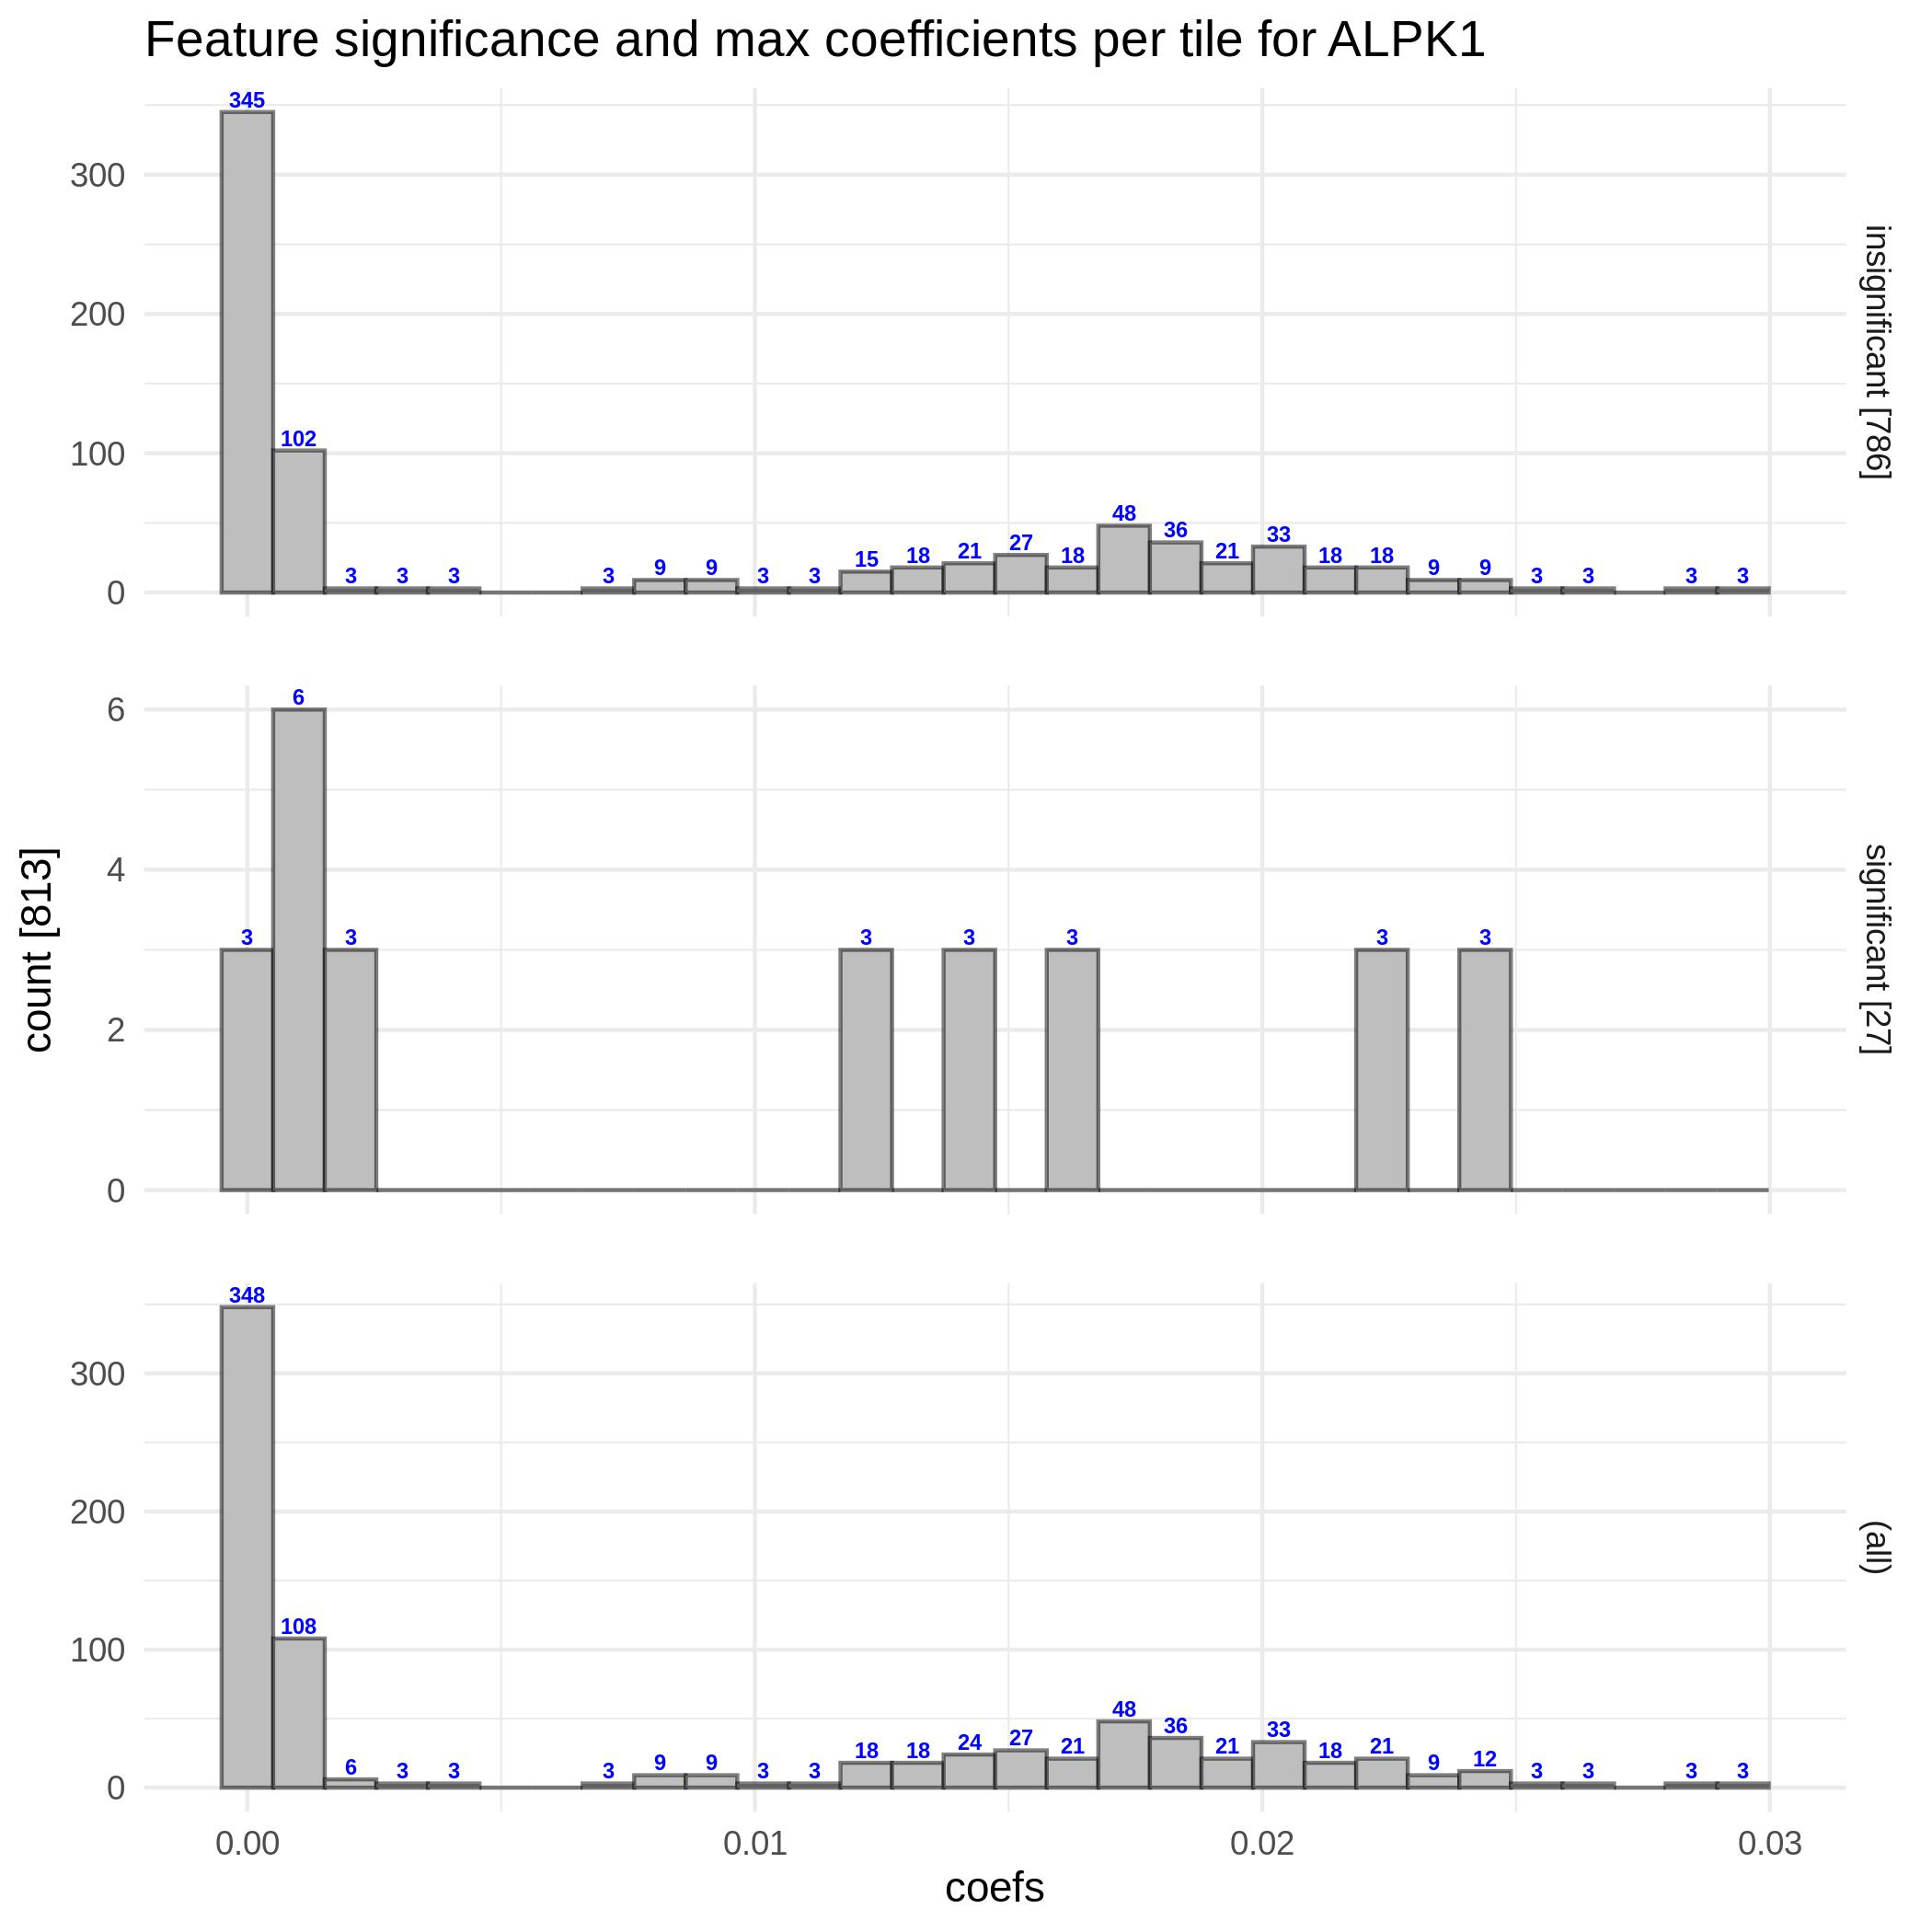 Feature significance and max coefficients per tile for ALPK1
345
300
200
100
0
102
3 3 3 3 9 9 3 3 15 18 21 27 18 48 36 21 33 18 18 9 9 3 3 3 3
insignificant [786]
6
4
2
0
3 6 3 3 3 3 3 3
significant [27]
count [813]
348
300
200
100
0
108
6 3 3 3 9 9 3 3 18 18 24 27 21 48 36 21 33 18 21 9 12 3 3 3 3
(all)
0.00 0.01 0.02 0.03
coefs